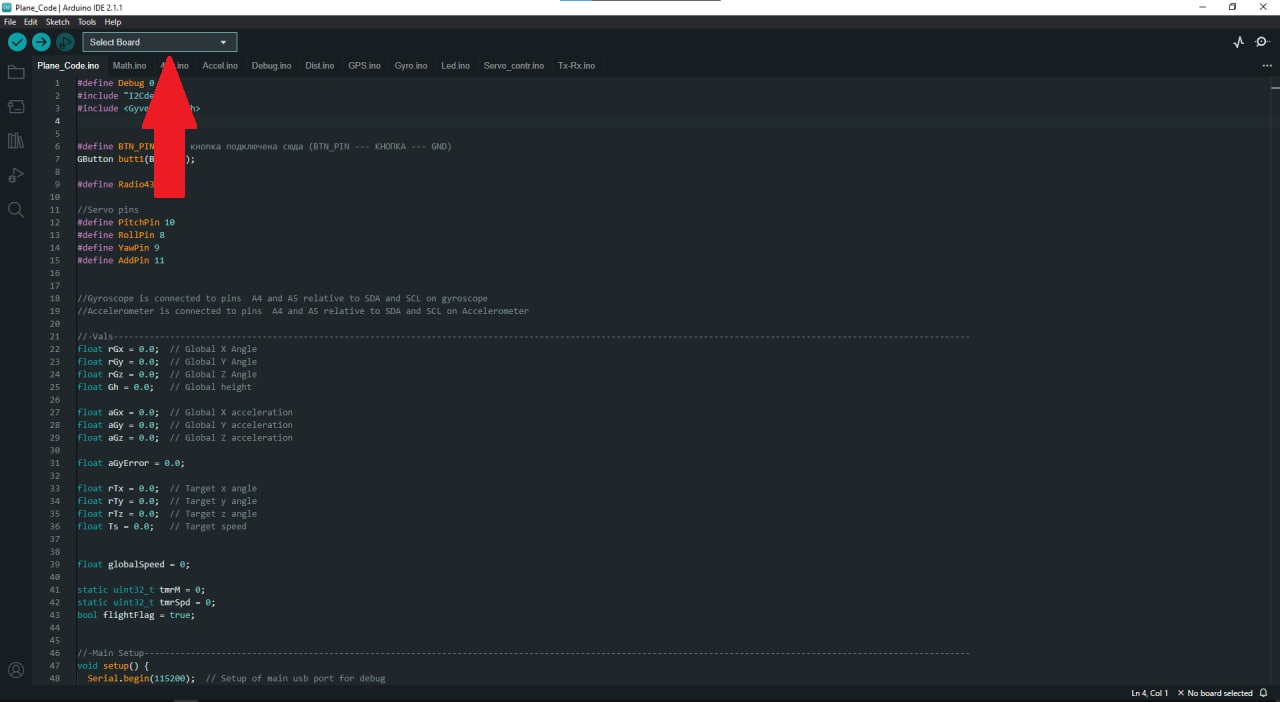 Plane_Code | Arduino IDE 2.1.1
File Edit Sketch Tools Help
Select Board
Plane_Code.ino Math.ino .ino Accel.ino Debug.ino Dist.ino GPS.ino Gyro.ino Led.ino Servo_contr.ino Tx-Rx.ino ...
1 #define Debug 0
2 #include "I2Cde
3 #include <Gyve h>
4
5
6 #define BTN_PIN кнопка подключена сюда (BTN_PIN --- КНОПКА --- GND)
7 GButton butt1(B );
8
9 #define Radio43
10
11 //Servo pins
12 #define PitchPin 10
13 #define RollPin 8
14 #define YawPin 9
15 #define AddPin 11
16
17
18 //Gyroscope is connected to pins  A4 and A5 relative to SDA and SCL on gyroscope
19 //Accelerometer is connected to pins  A4 and A5 relative to SDA and SCL on Accelerometer
20
21 //-Vals----------------------------------------------------------------------------------------------------------------------------------------------------------------------
22 float rGx = 0.0;  // Global X Angle
23 float rGy = 0.0;  // Global Y Angle
24 float rGz = 0.0;  // Global Z Angle
25 float Gh = 0.0;   // Global height
26
27 float aGx = 0.0;  // Global X acceleration
28 float aGy = 0.0;  // Global Y acceleration
29 float aGz = 0.0;  // Global Z acceleration
30
31 float aGyError = 0.0;
32
33 float rTx = 0.0;  // Target x angle
34 float rTy = 0.0;  // Target y angle
35 float rTz = 0.0;  // Target z angle
36 float Ts = 0.0;   // Target speed
37
38
39 float globalSpeed = 0;
40
41 static uint32_t tmrM = 0;
42 static uint32_t tmrSpd = 0;
43 bool flightFlag = true;
44
45
46 //-Main Setup----------------------------------------------------------------------------------------------------------------------------------------------------------------
47 void setup() {
48   Serial.begin(115200);  // Setup of main usb port for debug
Ln 4, Col 1 × No board selected